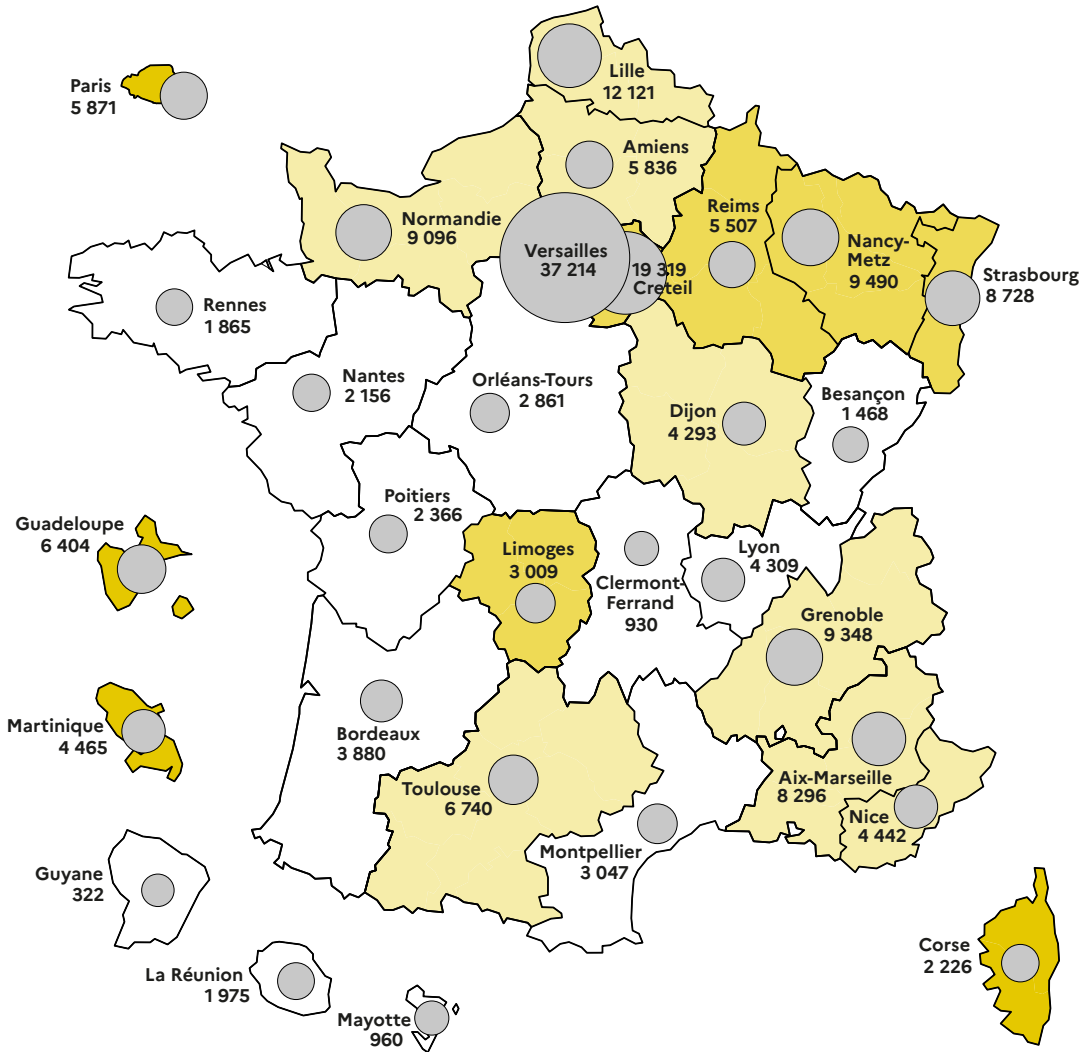 Lille
12 121
Paris
5 871
Amiens
5 836
Reims
5 507
Normandie
9 096
Nancy-
Metz
9 490
Versailles
37 214
19 319
Creteil
Strasbourg
8 728
Rennes
1 865
Nantes
2 156
Orléans-Tours
2 861
Besançon
1 468
Dijon
4 293
Poitiers
2 366
Guadeloupe
6 404
Limoges
3 009
Lyon
4 309
Clermont-
Ferrand
930
Grenoble
9 348
Martinique
4 465
Bordeaux
3 880
Toulouse
6 740
Aix-Marseille
8 296
Nice
4 442
Montpellier
3 047
Guyane
322
Corse
2 226
La Réunion
1 975
Mayotte
960